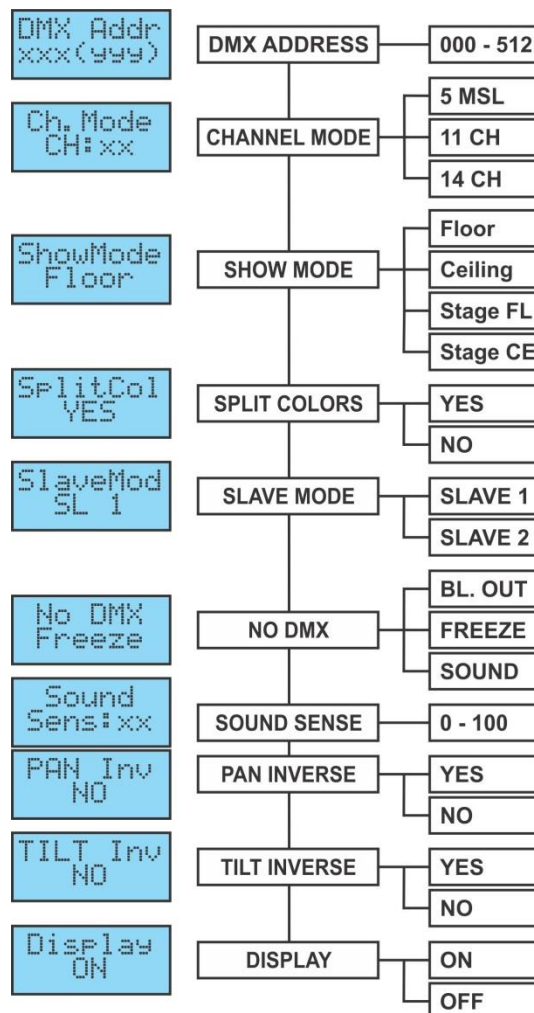 DMX Addr
xxx(yyy)
DMX ADDRESS
000 - 512
Ch. Mode
CH:xx
CHANNEL MODE
5 MSL
11 CH
14 CH
ShowMode
Floor
SHOW MODE
Floor
Ceiling
Stage FL
Stage CE
SplitCol
YES
SPLIT COLORS
YES
NO
SlaveMod
SL 1
SLAVE MODE
SLAVE 1
SLAVE 2
No DMX
Freeze
NO DMX
BL. OUT
FREEZE
SOUND
Sound
Sens:xx
SOUND SENSE
0 - 100
PAN Inv
NO
PAN INVERSE
YES
NO
TILT Inv
NO
TILT INVERSE
YES
NO
Display
ON
DISPLAY
ON
OFF